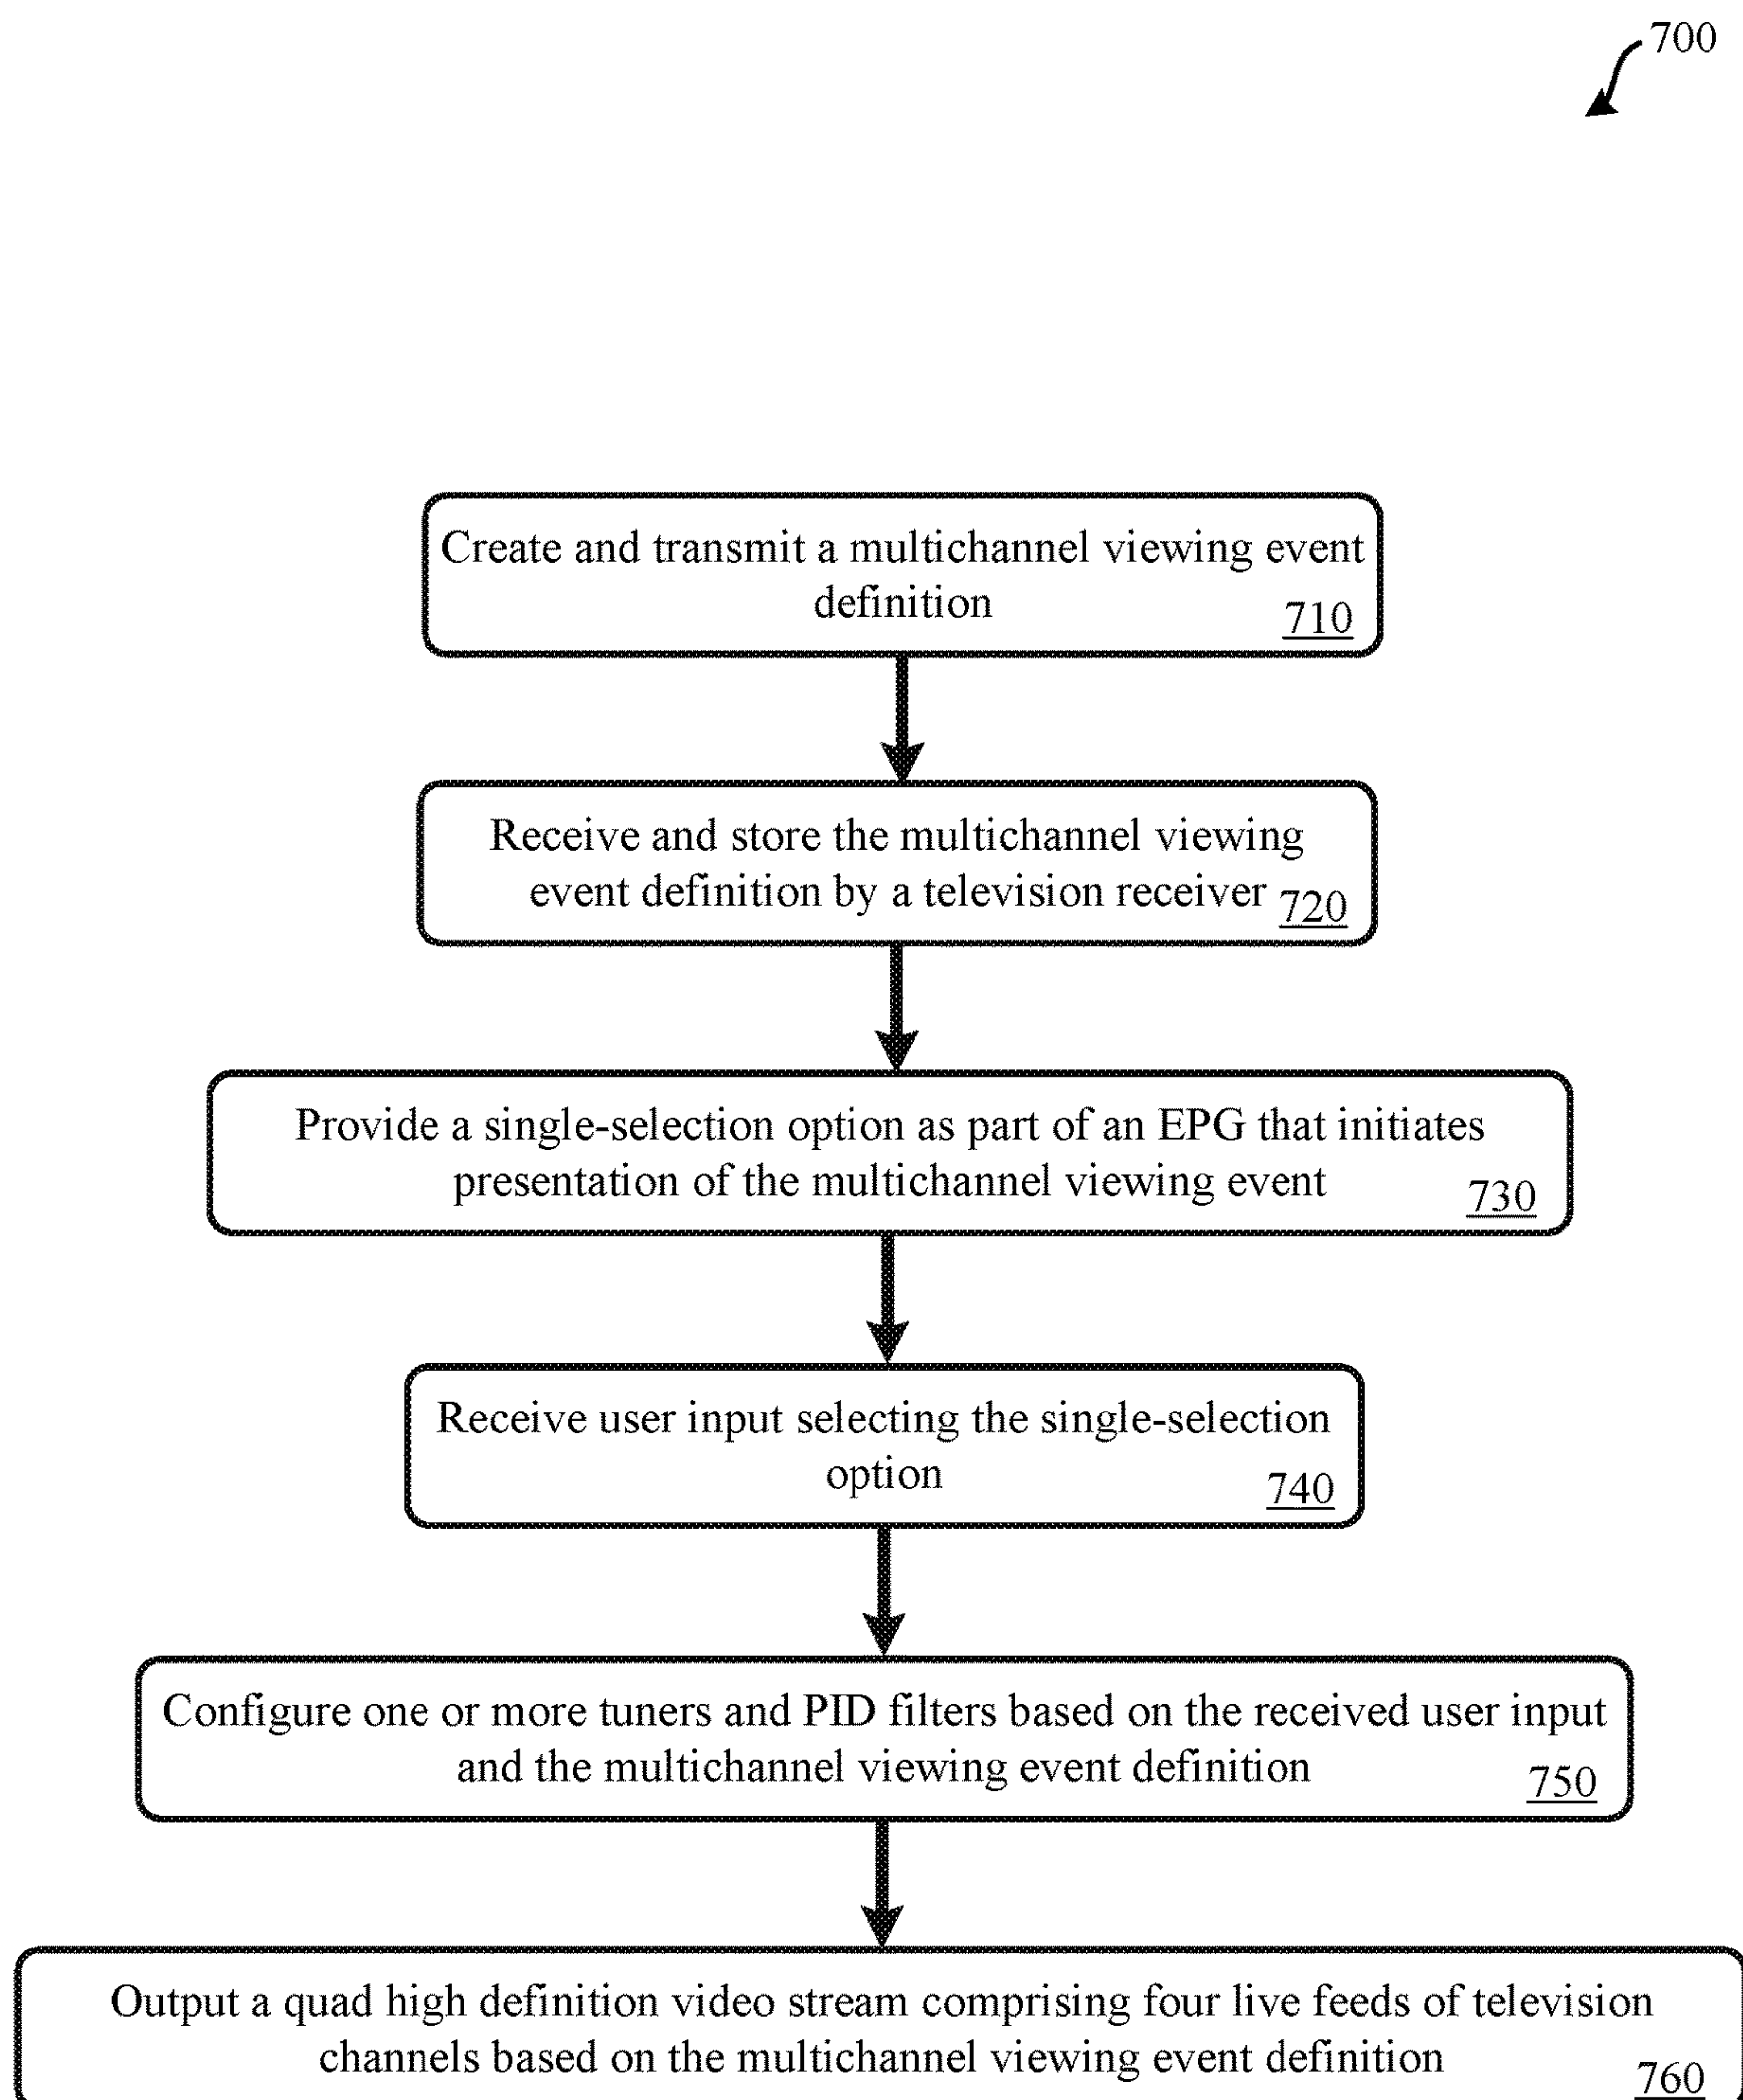 700
Create and transmit a multichannel viewing event
definition
710
Receive and store the multichannel viewing
event definition by a television receiver
720
Provide a single-selection option as part of an EPG that initiates
presentation of the multichannel viewing event
730
Receive user input selecting the single-selection
option
740
Configure one or more tuners and PID filters based on the received user input
and the multichannel viewing event definition
750
Output a quad high definition video stream comprising four live feeds of television
channels based on the multichannel viewing event definition
760